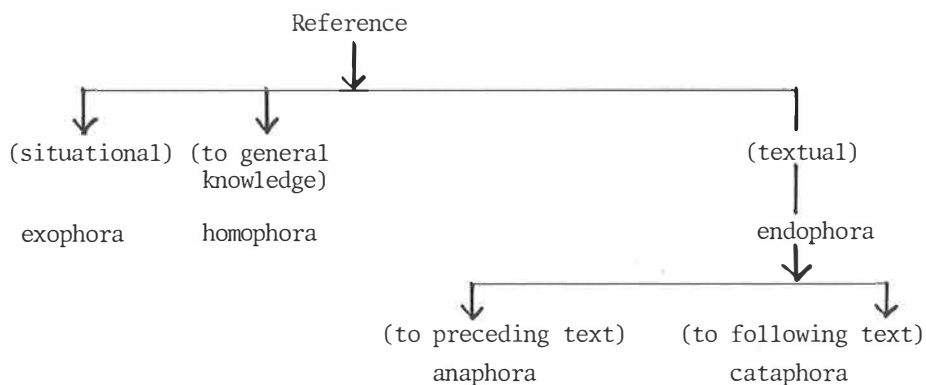 Reference
(situational) (to general knowledge) (textual)
exophora homophora endophora
(to preceding text) (to following text)
anaphora cataphora